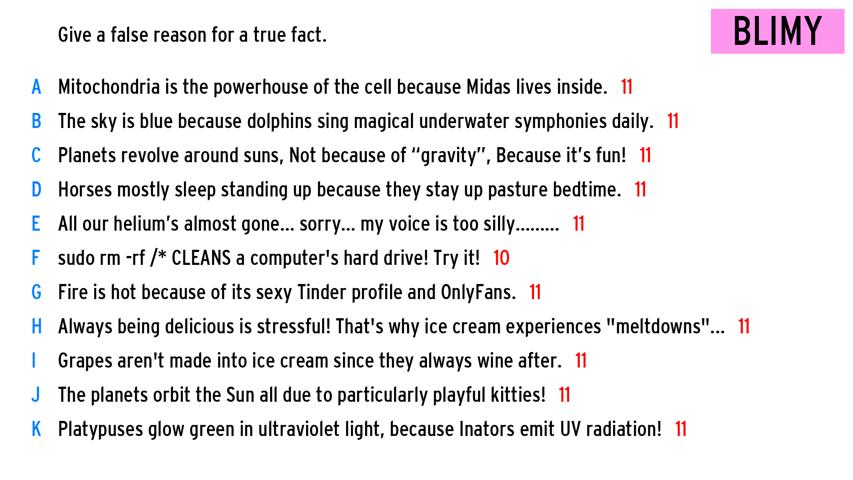 Give a false reason for a true fact.
BLIMY
A Mitochondria is the powerhouse of the cell because Midas lives inside. 11
B The sky is blue because dolphins sing magical underwater symphonies daily. 11
C Planets revolve around suns, Not because of “gravity”, Because it’s fun! 11
D Horses mostly sleep standing up because they stay up pasture bedtime. 11
E All our helium’s almost gone... sorry... my voice is too silly......... 11
F sudo rm -rf /* CLEANS a computer's hard drive! Try it! 10
G Fire is hot because of its sexy Tinder profile and OnlyFans. 11
H Always being delicious is stressful! That's why ice cream experiences "meltdowns"... 11
I Grapes aren't made into ice cream since they always wine after. 11
J The planets orbit the Sun all due to particularly playful kitties! 11
K Platypuses glow green in ultraviolet light, because Inators emit UV radiation! 11